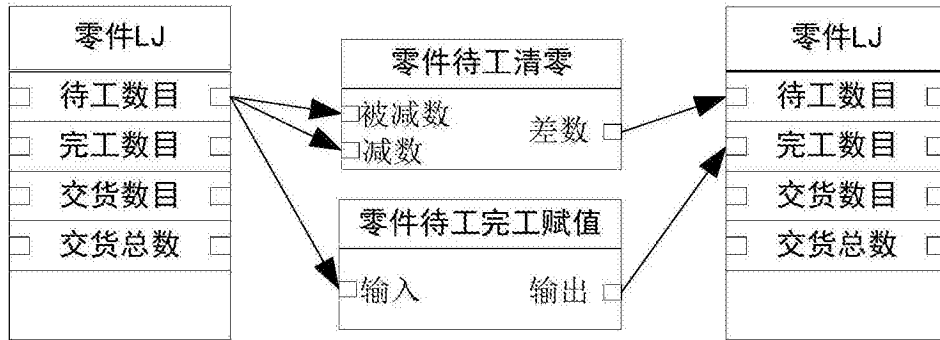 零件LJ
待工数目
完工数目
交货数目
交货总数
零件待工清零
被减数
差数
减数
零件待工完工赋值
输入
输出
零件LJ
待工数目
完工数目
交货数目
交货总数